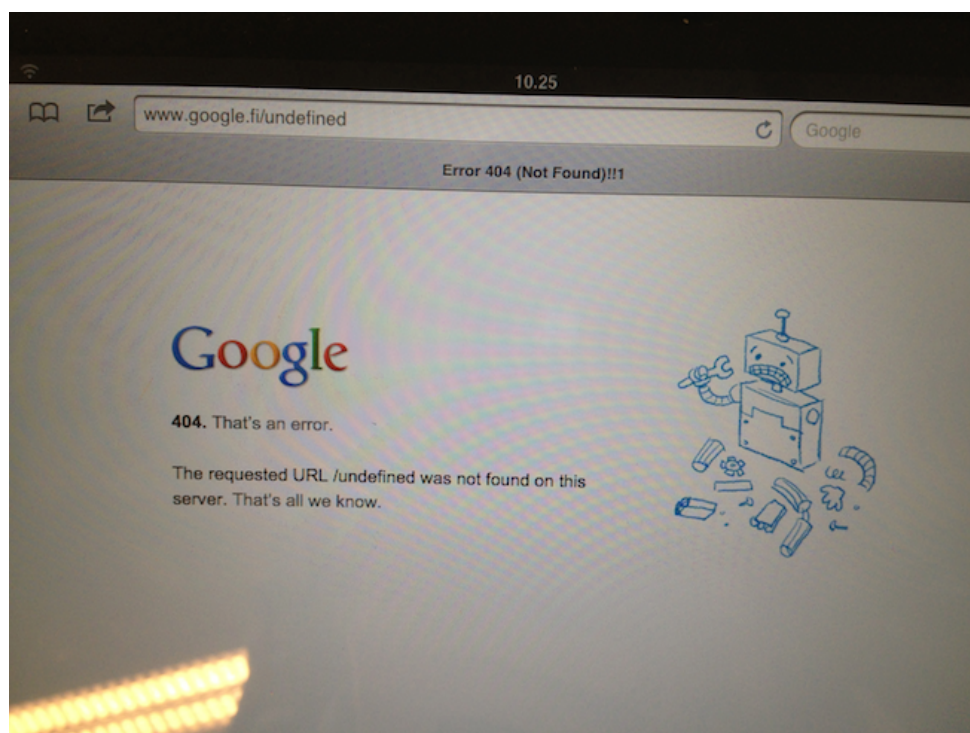 10.25
www.google.fi/undefined
Google
Error 404 (Not Found)!!1
Google
404. That's an error.
The requested URL /undefined was not found on this
server. That's all we know.